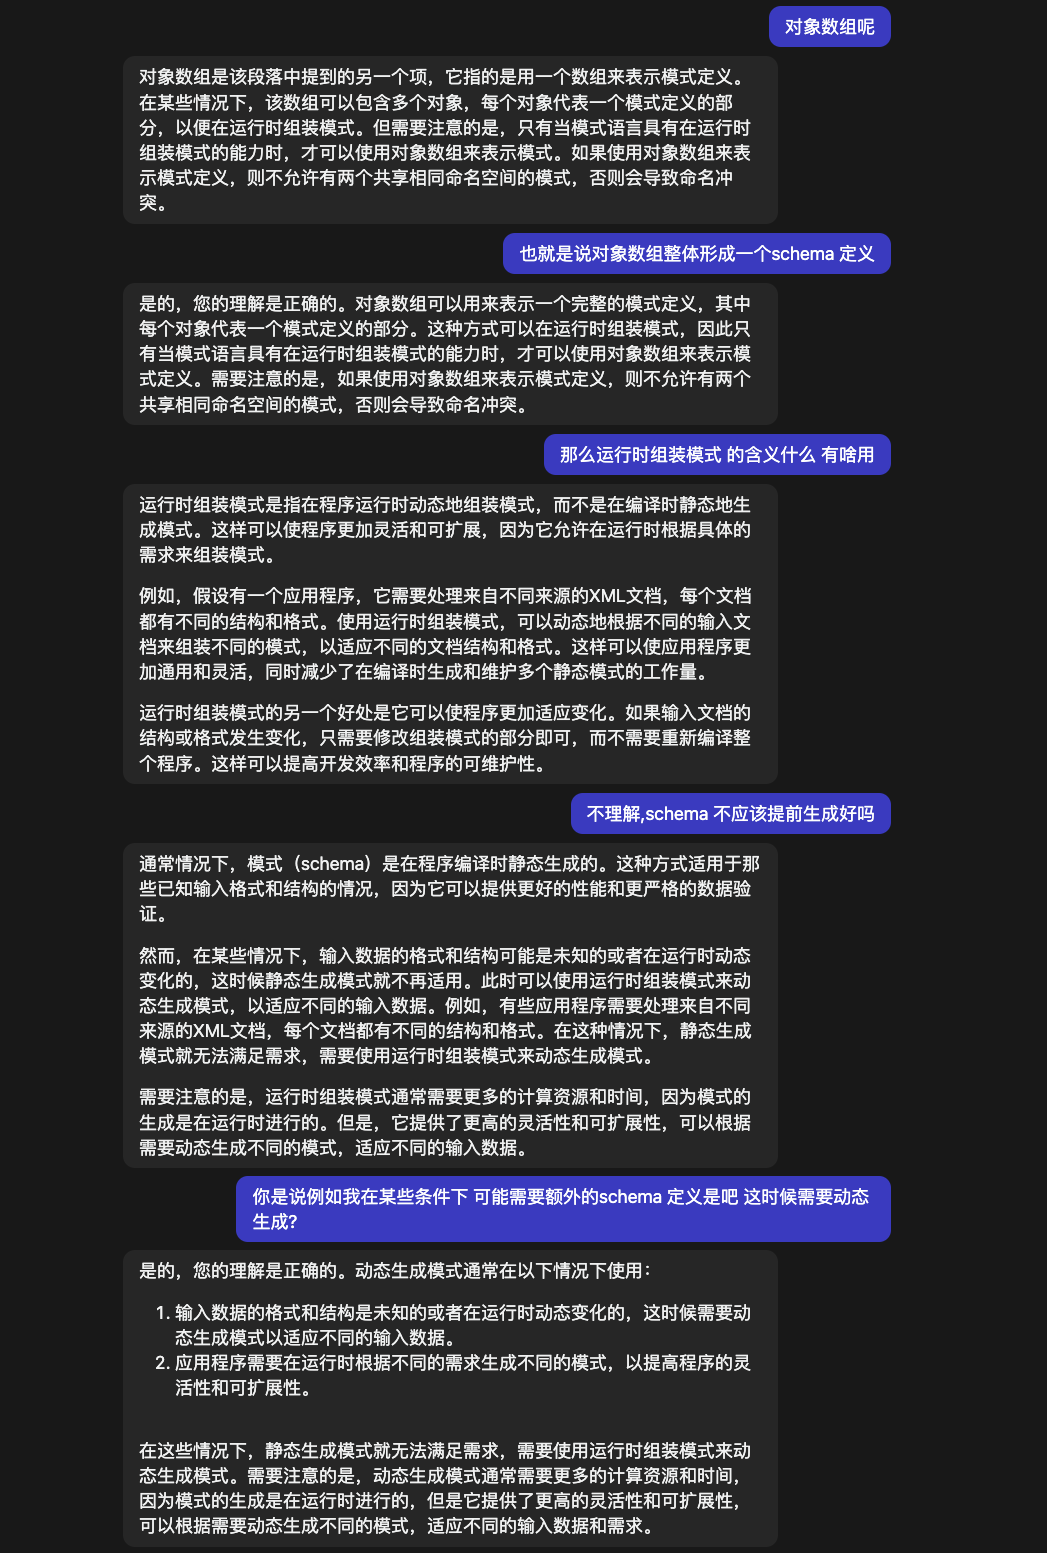 对象数组呢
对象数组是该段落中提到的另一个项，它指的是用一个数组来表示模式定义。
在某些情况下，该数组可以包含多个对象，每个对象代表一个模式定义的部
分，以便在运行时组装模式。但需要注意的是，只有当模式语言具有在运行时
组装模式的能力时，才可以使用对象数组来表示模式。如果使用对象数组来表
示模式定义，则不允许有两个共享相同命名空间的模式，否则会导致命名冲
突。
也就是说对象数组整体形成一个schema 定义
是的，您的理解是正确的。对象数组可以用来表示一个完整的模式定义，其中
每个对象代表一个模式定义的部分。这种方式可以在运行时组装模式，因此只
有当模式语言具有在运行时组装模式的能力时，才可以使用对象数组来表示模
式定义。需要注意的是，如果使用对象数组来表示模式定义，则不允许有两个
共享相同命名空间的模式，否则会导致命名冲突。
那么运行时组装模式 的含义什么 有啥用
运行时组装模式是指在程序运行时动态地组装模式，而不是在编译时静态地生
成模式。这样可以使程序更加灵活和可扩展，因为它允许在运行时根据具体的
需求来组装模式。
例如，假设有一个应用程序，它需要处理来自不同来源的XML文档，每个文档
都有不同的结构和格式。使用运行时组装模式，可以动态地根据不同的输入文
档来组装不同的模式，以适应不同的文档结构和格式。这样可以使应用程序更
加通用和灵活，同时减少了在编译时生成和维护多个静态模式的工作量。
运行时组装模式的另一个好处是它可以使程序更加适应变化。如果输入文档的
结构或格式发生变化，只需要修改组装模式的部分即可，而不需要重新编译整
个程序。这样可以提高开发效率和程序的可维护性。
不理解,schema 不应该提前生成好吗
通常情况下，模式（schema）是在程序编译时静态生成的。这种方式适用于那
些已知输入格式和结构的情况，因为它可以提供更好的性能和更严格的数据验
证。
然而，在某些情况下，输入数据的格式和结构可能是未知的或者在运行时动态
变化的，这时候静态生成模式就不再适用。此时可以使用运行时组装模式来动
态生成模式，以适应不同的输入数据。例如，有些应用程序需要处理来自不同
来源的XML文档，每个文档都有不同的结构和格式。在这种情况下，静态生成
模式就无法满足需求，需要使用运行时组装模式来动态生成模式。
需要注意的是，运行时组装模式通常需要更多的计算资源和时间，因为模式的
生成是在运行时进行的。但是，它提供了更高的灵活性和可扩展性，可以根据
需要动态生成不同的模式，适应不同的输入数据。
你是说例如我在某些条件下 可能需要额外的schema 定义是吧 这时候需要动态
生成?
是的，您的理解是正确的。动态生成模式通常在以下情况下使用：
1. 输入数据的格式和结构是未知的或者在运行时动态变化的，这时候需要动
态生成模式以适应不同的输入数据。
2. 应用程序需要在运行时根据不同的需求生成不同的模式，以提高程序的灵
活性和可扩展性。
在这些情况下，静态生成模式就无法满足需求，需要使用运行时组装模式来动
态生成模式。需要注意的是，动态生成模式通常需要更多的计算资源和时间，
因为模式的生成是在运行时进行的，但是它提供了更高的灵活性和可扩展性，
可以根据需要动态生成不同的模式，适应不同的输入数据和需求。